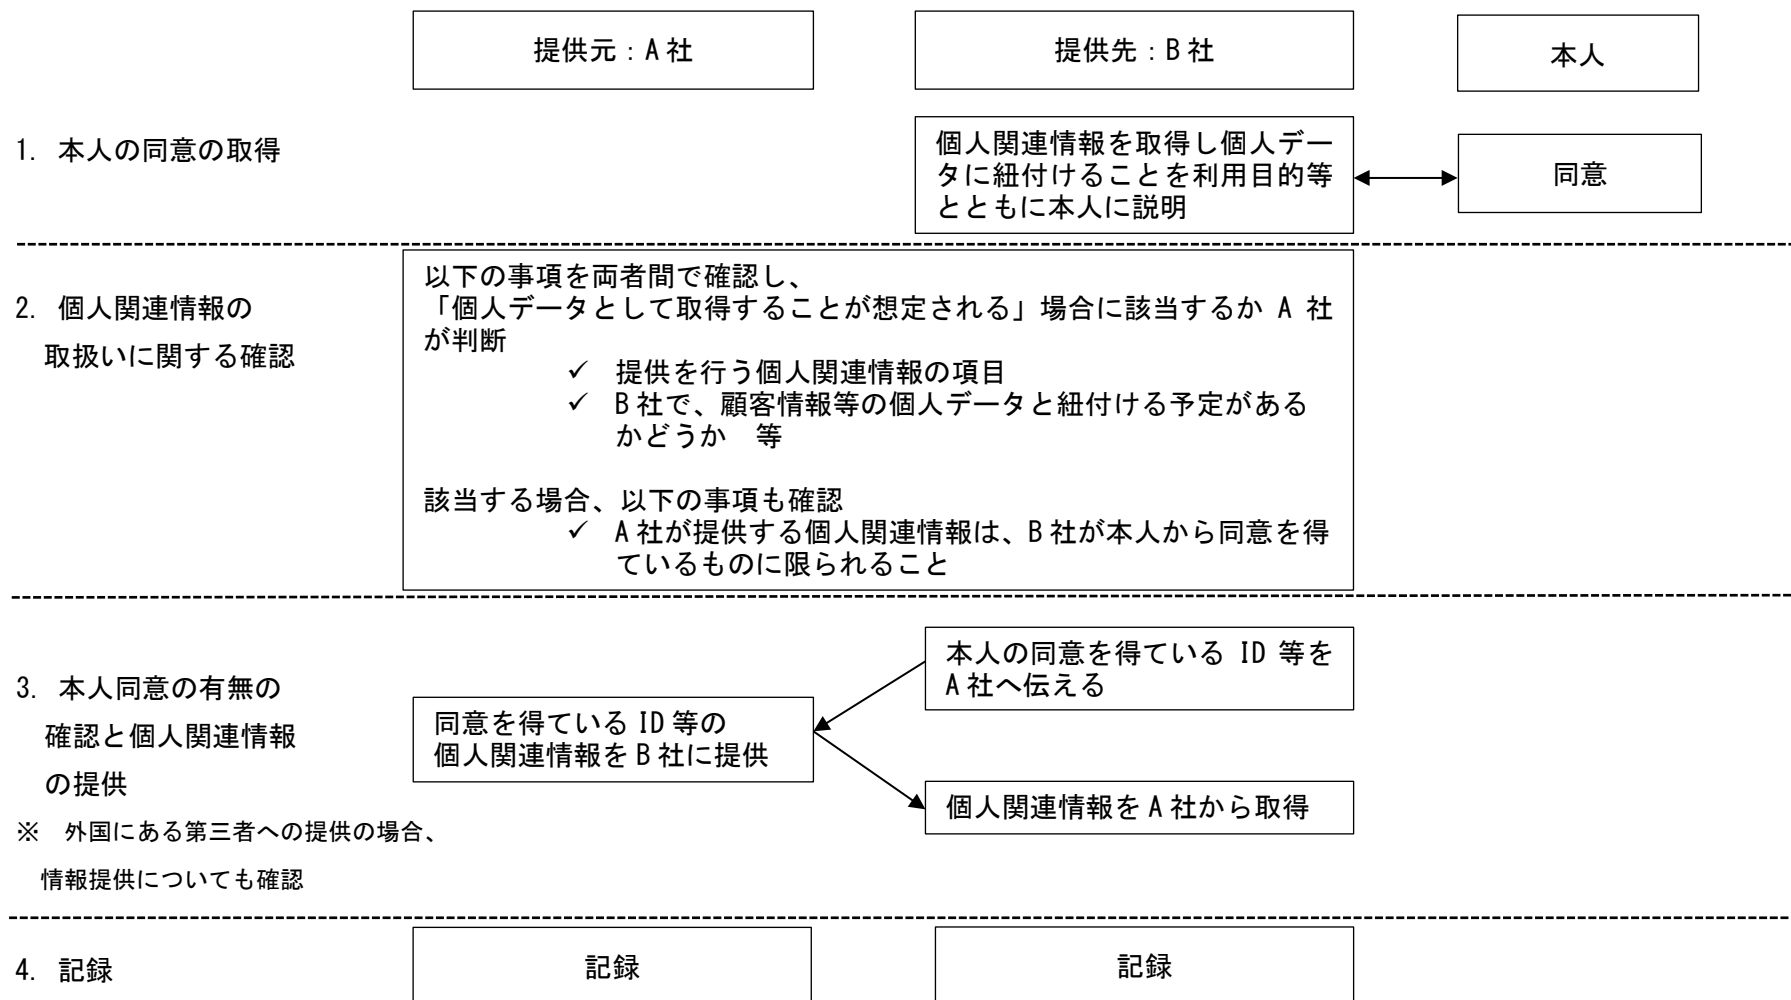 提供元：A社
提供先：B社
本人
1. 本人の同意の取得
個人関連情報を取得し個人デー
タに紐付けることを利用目的等
とともに本人に説明
同意
2. 個人関連情報の
取扱いに関する確認
以下の事項を両者間で確認し、
「個人データとして取得することが想定される」場合に該当するか A 社
が判断
✓ 提供を行う個人関連情報の項目
✓ B社で、顧客情報等の個人データと紐付ける予定がある
かどうか 等
該当する場合、以下の事項も確認
✓ A社が提供する個人関連情報は、B社が本人から同意を得
ているものに限られること
3. 本人同意の有無の
確認と個人関連情報
の提供
※ 外国にある第三者への提供の場合、
情報提供についても確認
本人の同意を得ている ID 等を
A社へ伝える
同意を得ている ID 等の
個人関連情報を B 社に提供
個人関連情報を A 社から取得
4. 記録
記録
記録